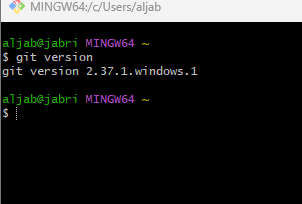 MINGW64:/c/Users/aljab
aljab@jabri MINGW64 ~
$ git version
git version 2.37.1.windows.1
aljab@jabri MINGW64 ~
$